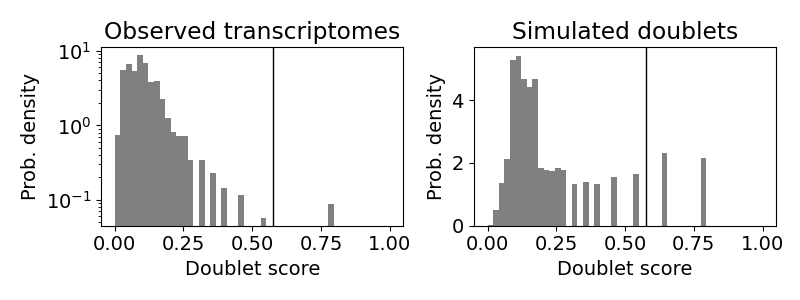 Observed transcriptomes
Prob. density
10¹
10⁰
10⁻¹
0.00 0.25 0.50 0.75 1.00
Doublet score
Simulated doublets
Prob. density
4
2
0
0.00 0.25 0.50 0.75 1.00
Doublet score